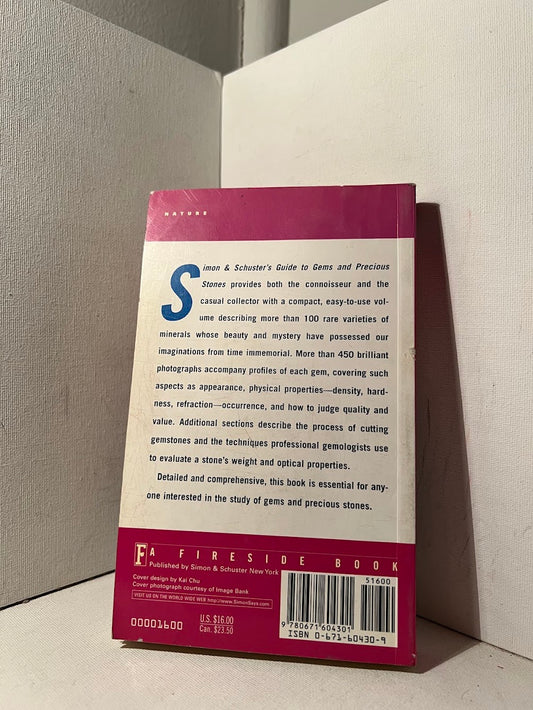 NATURE
Simon & Schuster's Guide to Gems and Precious
Stones provides both the connoisseur and the
casual collector with a compact, easy-to-use vol-
ume describing more than 100 rare varieties of
minerals whose beauty and mystery have possessed our
imaginations from time immemorial. More than 450 brilliant
photographs accompany profiles of each gem, covering such
aspects as appearance, physical properties—density, hard-
ness, refraction—occurrence, and how to judge quality and
value. Additional sections describe the process of cutting
gemstones and the techniques professional gemologists use
to evaluate a stone's weight and optical properties.
Detailed and comprehensive, this book is essential for any-
one interested in the study of gems and precious stones.
F A FIRESIDE BOOK
Published by Simon & Schuster New York
Cover design by Kai Chu
Cover photograph courtesy of Image Bank
VISIT US ON THE WORLD WIDE WEB http://www.SimonSays.com
00001600
U.S. $16.00
Can. $23.50
51600
9 780671 604301
ISBN 0-671-60430-9